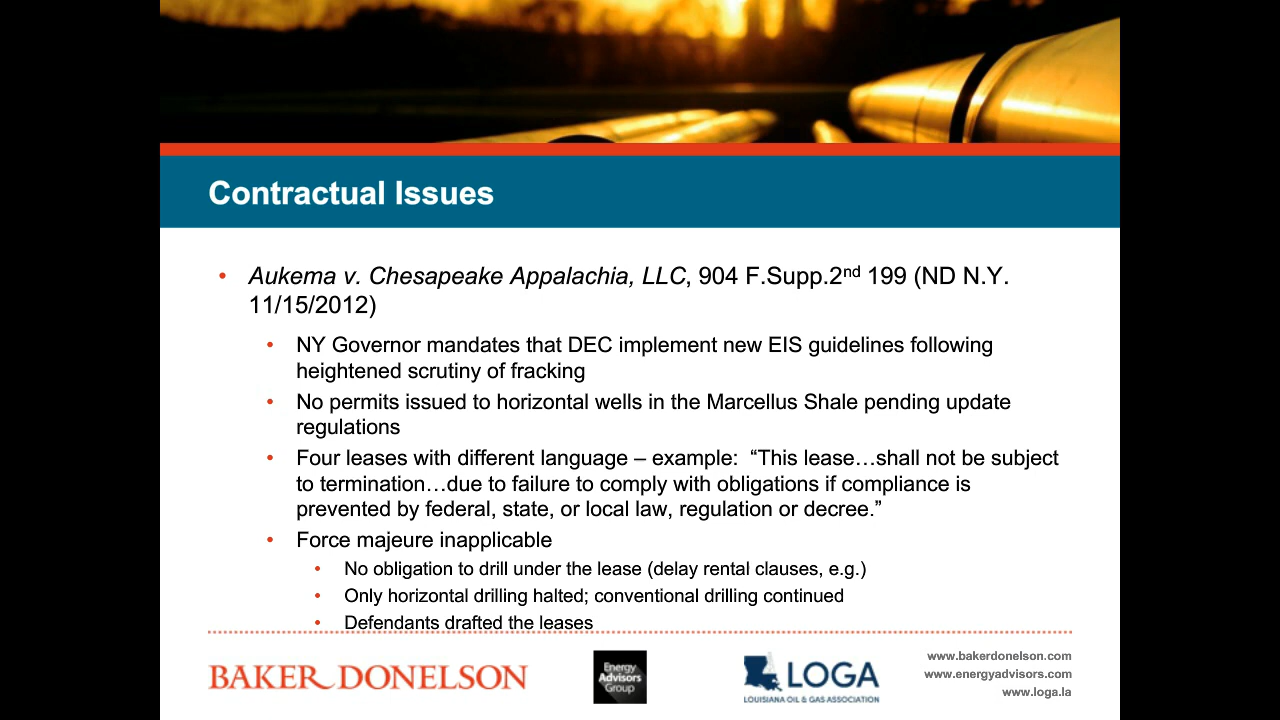 Contractual Issues
• Aukema v. Chesapeake Appalachia, LLC, 904 F.Supp.2nd 199 (ND N.Y.
11/15/2012)
• NY Governor mandates that DEC implement new EIS guidelines following
heightened scrutiny of fracking
• No permits issued to horizontal wells in the Marcellus Shale pending update
regulations
• Four leases with different language – example:  “This lease…shall not be subject
to termination…due to failure to comply with obligations if compliance is
prevented by federal, state, or local law, regulation or decree.”
• Force majeure inapplicable
• No obligation to drill under the lease (delay rental clauses, e.g.)
• Only horizontal drilling halted; conventional drilling continued
• Defendants drafted the leases
BAKER DONELSON
Energy
Advisors
Group
LOGA
LOUISIANA OIL & GAS ASSOCIATION
www.bakerdonelson.com
www.energyadvisors.com
www.loga.la